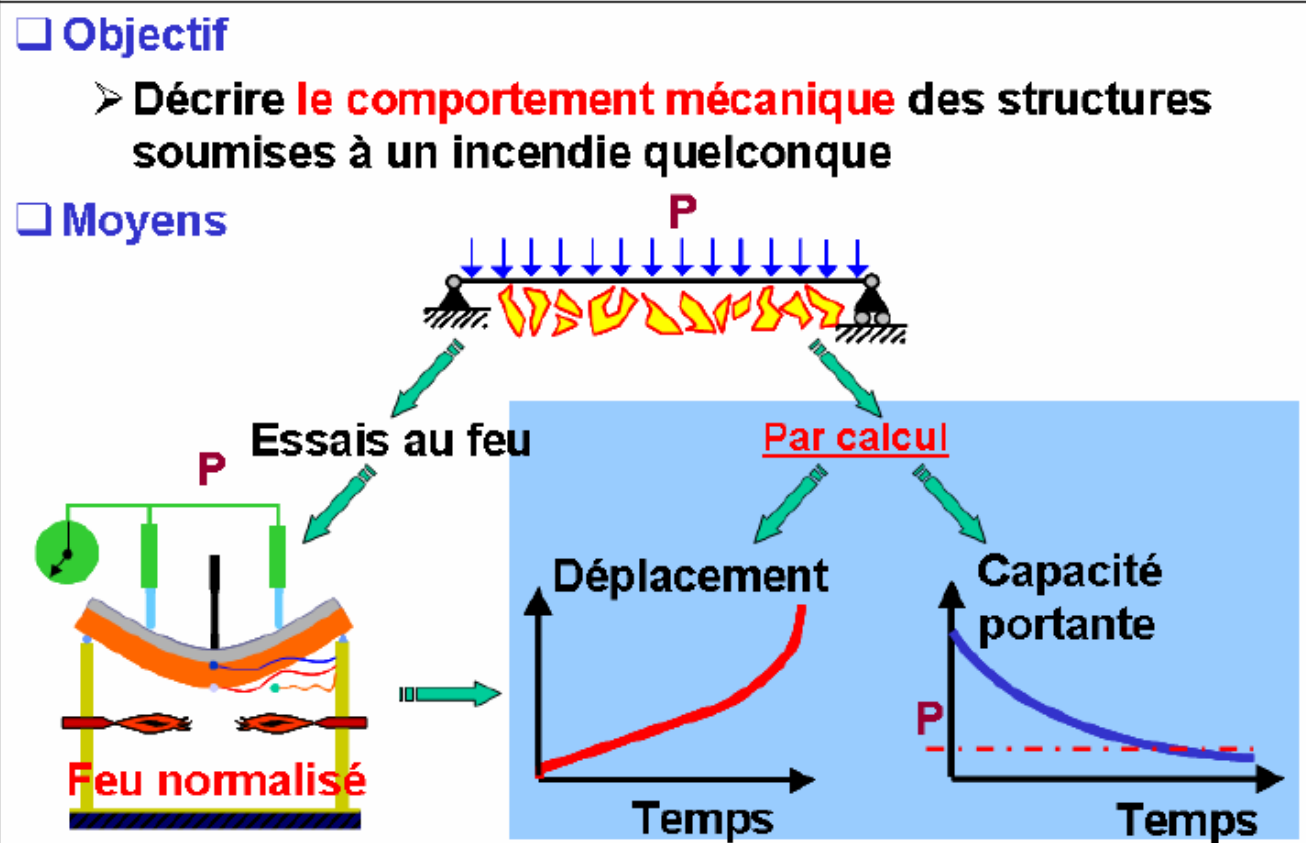 ❑ Objectif
➢ Décrire le comportement mécanique des structures
soumises à un incendie quelconque
❑ Moyens
P
Essais au feu
Par calcul
P
Déplacement
Capacité
portante
P
Feu normalisé
Temps
Temps